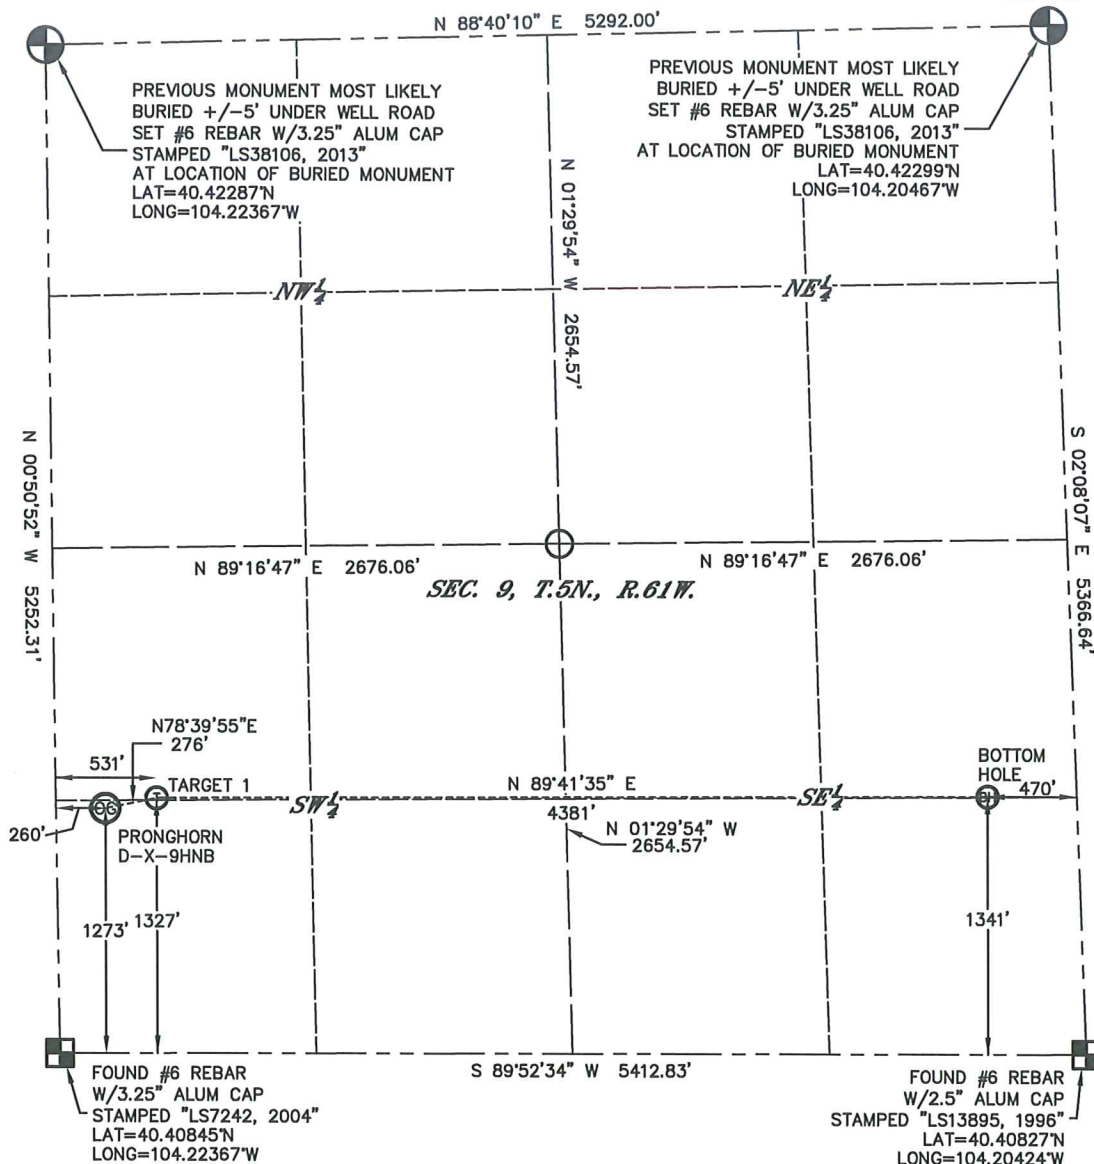 N 88°40'10" E 5292.00'
PREVIOUS MONUMENT MOST LIKELY
BURIED +/-5' UNDER WELL ROAD
SET #6 REBAR W/3.25" ALUM CAP
STAMPED "LS38106, 2013"
AT LOCATION OF BURIED MONUMENT
LAT=40.42287°N
LONG=104.22367°W
PREVIOUS MONUMENT MOST LIKELY
BURIED +/-5' UNDER WELL ROAD
SET #6 REBAR W/3.25" ALUM CAP
STAMPED "LS38106, 2013"
AT LOCATION OF BURIED MONUMENT
LAT=40.42299°N
LONG=104.20467°W
N 01°29'54" W 2654.57'
NW¼
NE¼
N 00°50'52" W 5252.31'
S 02°08'07" E 5366.64'
N 89°16'47" E 2676.06'
N 89°16'47" E 2676.06'
SEC. 9, T.5N., R.61W.
N78°39'55"E
276'
531'
TARGET 1
N 89°41'35" E
BOTTOM
HOLE
470'
OG
T
SW¼
SE¼
BH
4381'
260'
PRONGHORN
D-X-9HNB
N 01°29'54" W
2654.57'
1273'
1327'
1341'
FOUND #6 REBAR
W/3.25" ALUM CAP
STAMPED "LS7242, 2004"
LAT=40.40845°N
LONG=104.22367°W
S 89°52'34" W 5412.83'
FOUND #6 REBAR
W/2.5" ALUM CAP
STAMPED "LS13895, 1996"
LAT=40.40827°N
LONG=104.20424°W